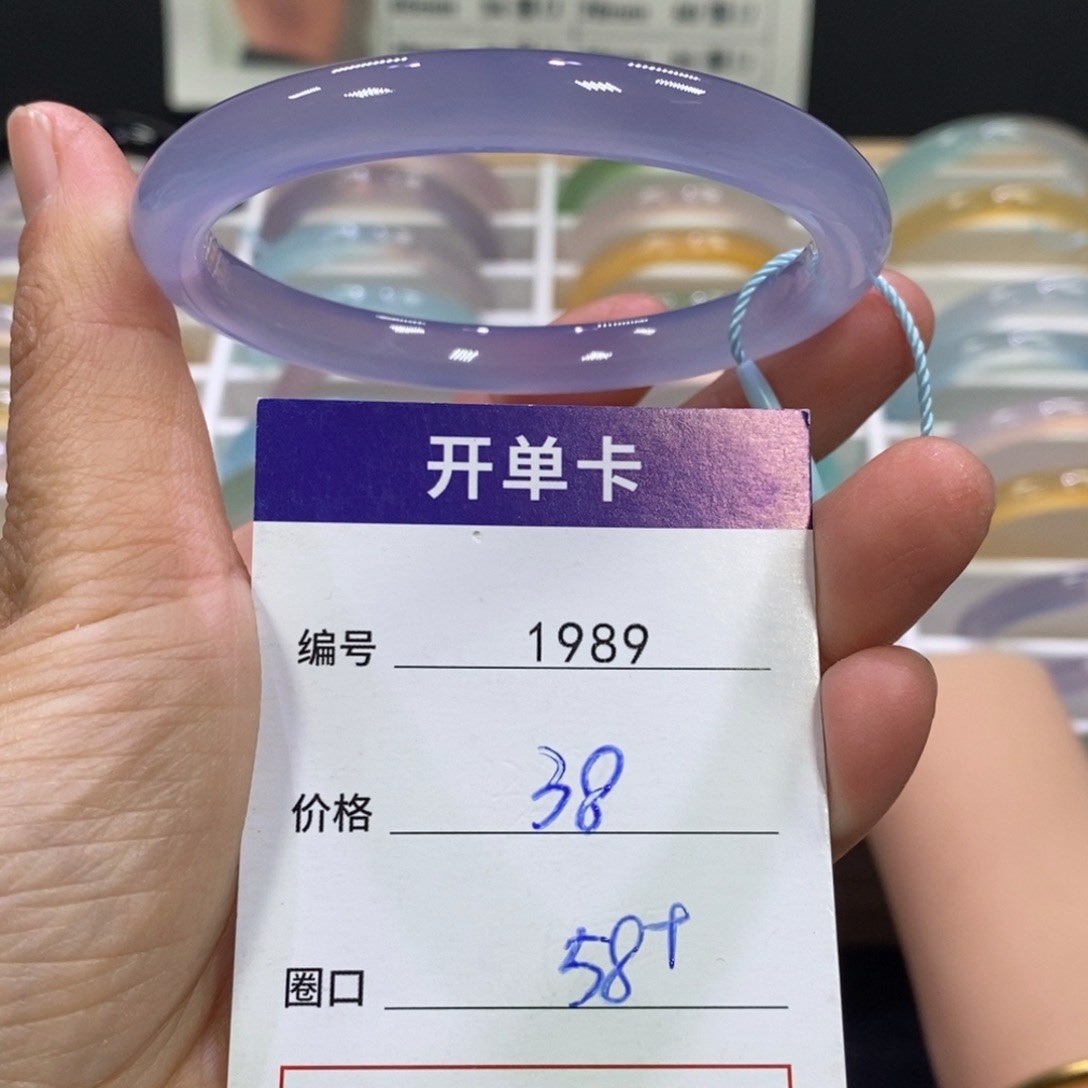 开单卡
编号 1989
价格 38
圈口 58+